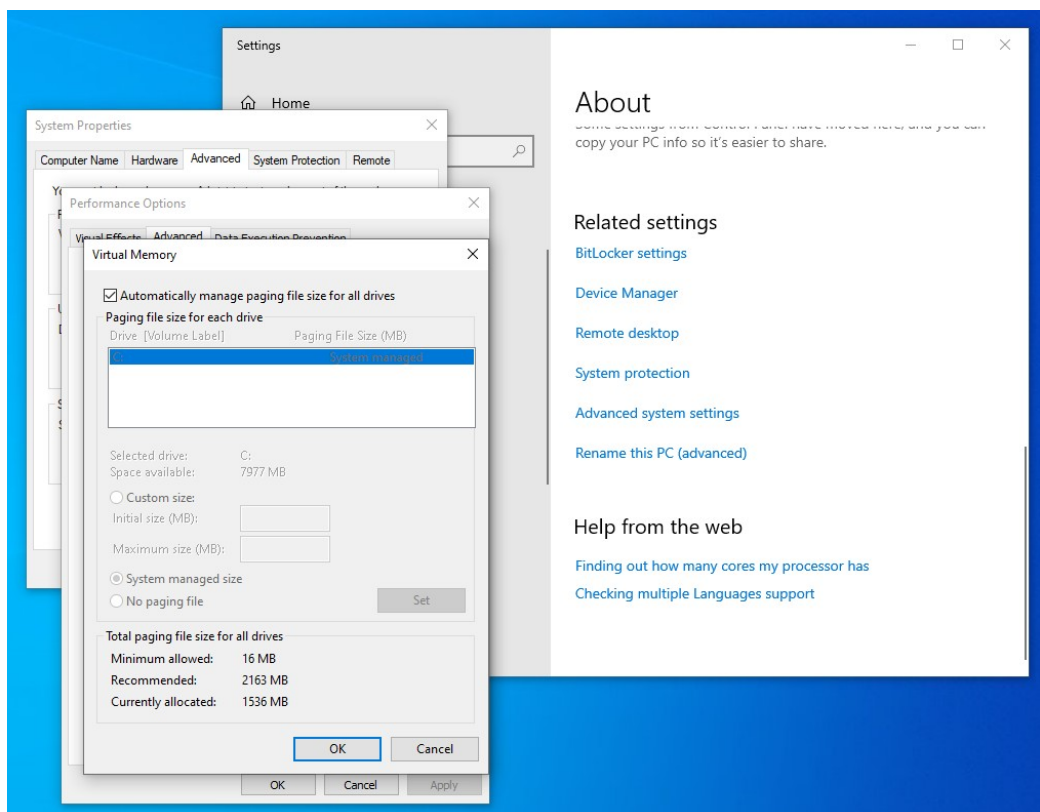 Settings
Home
About
copy your PC info so it's easier to share.
Related settings
BitLocker settings
Device Manager
Remote desktop
System protection
Advanced system settings
Rename this PC (advanced)
Help from the web
Finding out how many cores my processor has
Checking multiple Languages support
System Properties
Computer Name Hardware Advanced System Protection Remote
Performance Options
Visual Effects Advanced Data Execution Prevention
Virtual Memory
Automatically manage paging file size for all drives
Paging file size for each drive
Drive [Volume Label] Paging File Size (MB)
C: System managed
Selected drive: C:
Space available: 7977 MB
Custom size:
Initial size (MB):
Maximum size (MB):
System managed size
No paging file Set
Total paging file size for all drives
Minimum allowed: 16 MB
Recommended: 2163 MB
Currently allocated: 1536 MB
OK Cancel
OK Cancel Apply